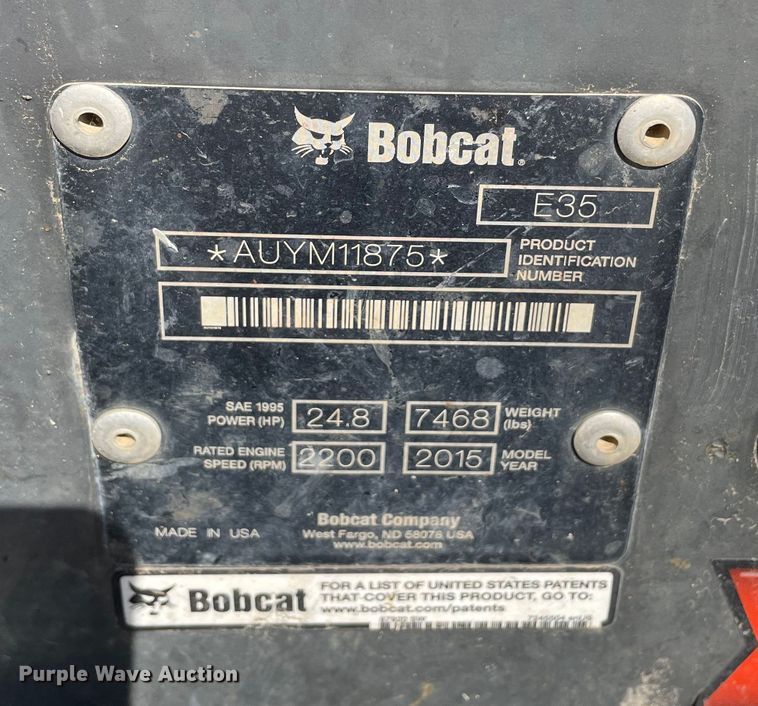 Bobcat®
E35
*AUYM11875*
PRODUCT
IDENTIFICATION
NUMBER
SAE 1995
POWER (HP)
24.8
7468
WEIGHT
(lbs)
RATED ENGINE
SPEED (RPM)
2200
2015
MODEL
YEAR
MADE IN USA
Bobcat Company
West Fargo, ND 58078 USA
www.bobcat.com
Bobcat
FOR A LIST OF UNITED STATES PATENTS
THAT COVER THIS PRODUCT, GO TO:
www.bobcat.com/patents
Purple Wave Auction